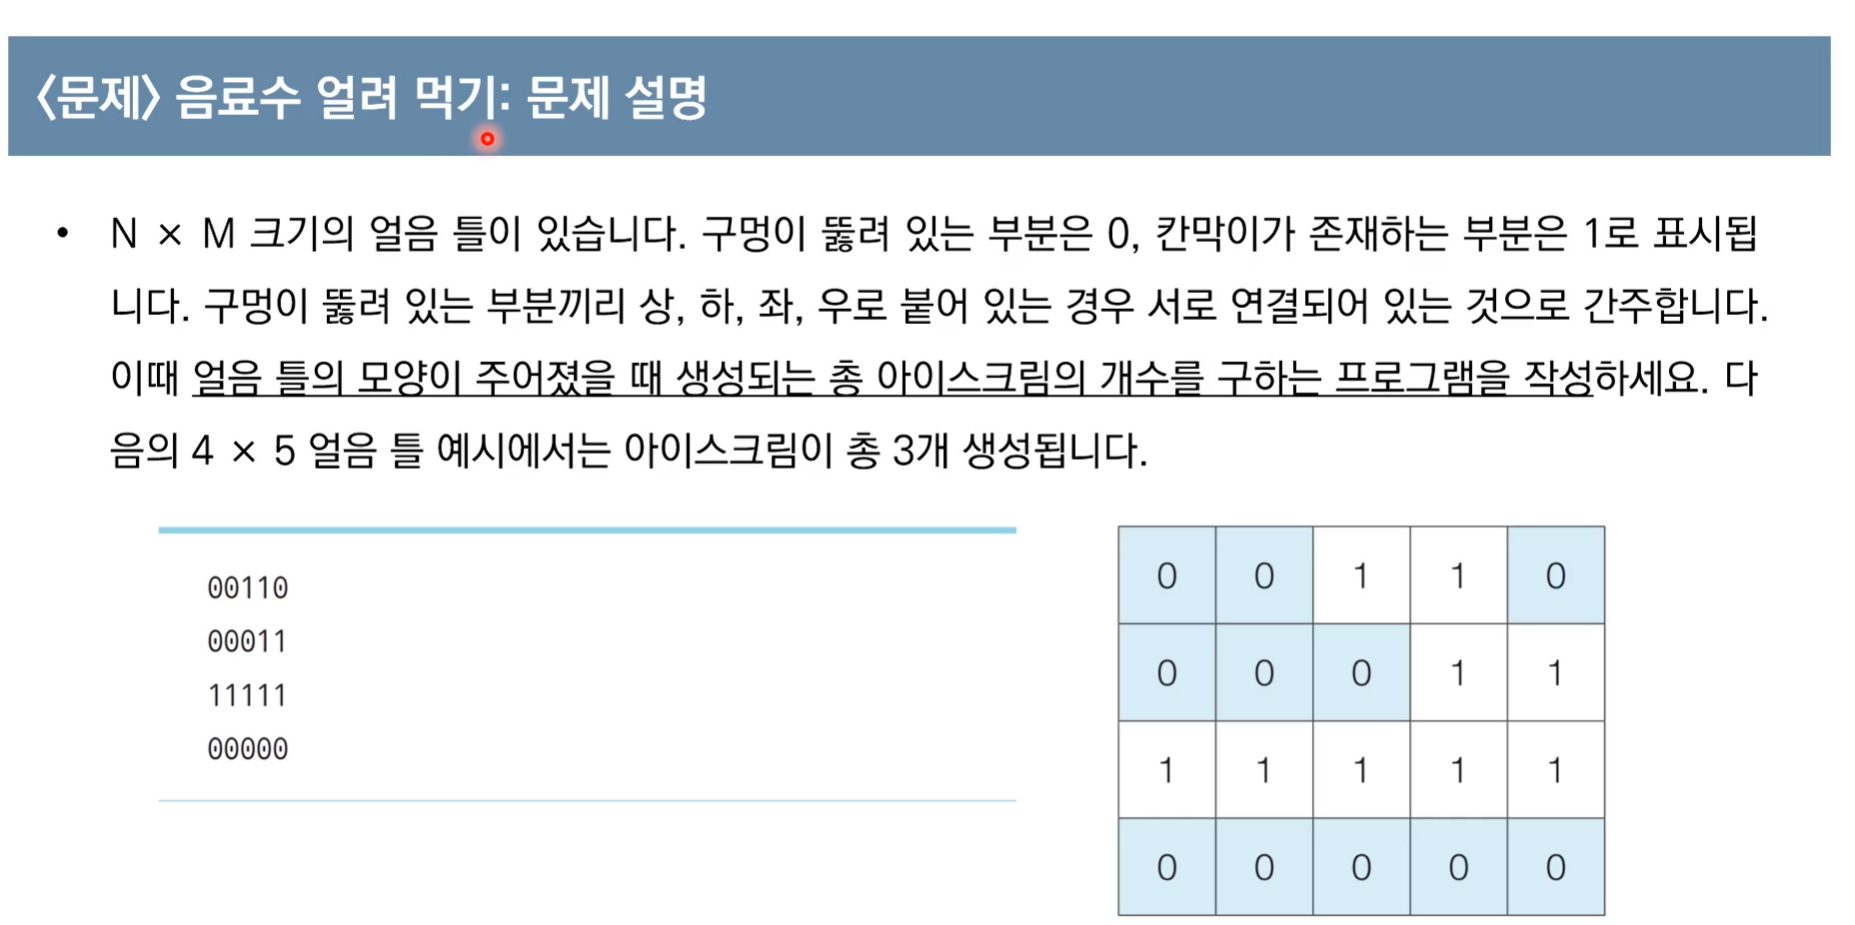 <문제> 음료수 얼려 먹기: 문제 설명
• N × M 크기의 얼음 틀이 있습니다. 구멍이 뚫려 있는 부분은 0, 칸막이가 존재하는 부분은 1로 표시됩
니다. 구멍이 뚫려 있는 부분끼리 상, 하, 좌, 우로 붙어 있는 경우 서로 연결되어 있는 것으로 간주합니다.
이때 얼음 틀의 모양이 주어졌을 때 생성되는 총 아이스크림의 개수를 구하는 프로그램을 작성하세요. 다
음의 4 × 5 얼음 틀 예시에서는 아이스크림이 총 3개 생성됩니다.
00110
00011
11111
00000
0 0 1 1 0
0 0 0 1 1
1 1 1 1 1
0 0 0 0 0